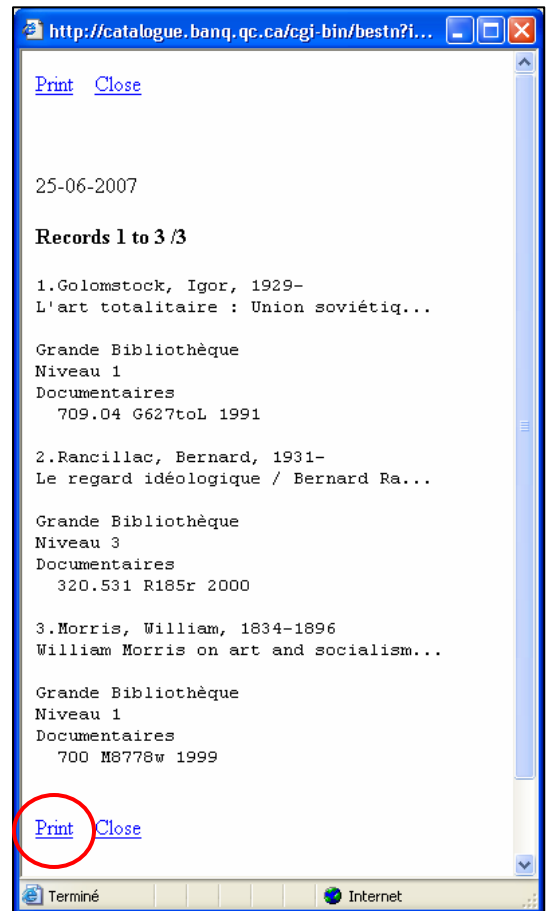 http://catalogue.banq.qc.ca/cgi-bin/bestn?i...
Print Close
25-06-2007
Records 1 to 3 /3
1.Golomstock, Igor, 1929-
L'art totalitaire : Union soviétiq...
Grande Bibliothèque
Niveau 1
Documentaires
709.04 G627toL 1991
2.Rancillac, Bernard, 1931-
Le regard idéologique / Bernard Ra...
Grande Bibliothèque
Niveau 3
Documentaires
320.531 R185r 2000
3.Morris, William, 1834-1896
William Morris on art and socialism...
Grande Bibliothèque
Niveau 1
Documentaires
700 M8778w 1999
Print Close
Terminé Internet